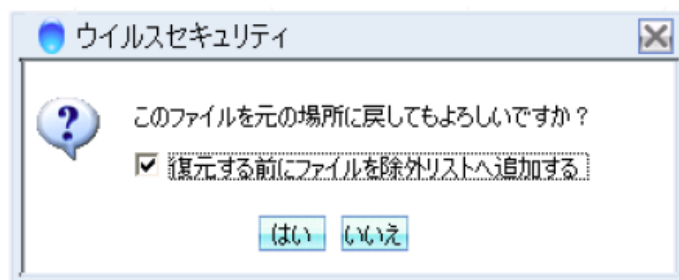 ウイルスセキュリティ
このファイルを元の場所に戻してもよろしいですか？
復元する前にファイルを除外リストへ追加する
はい いいえ